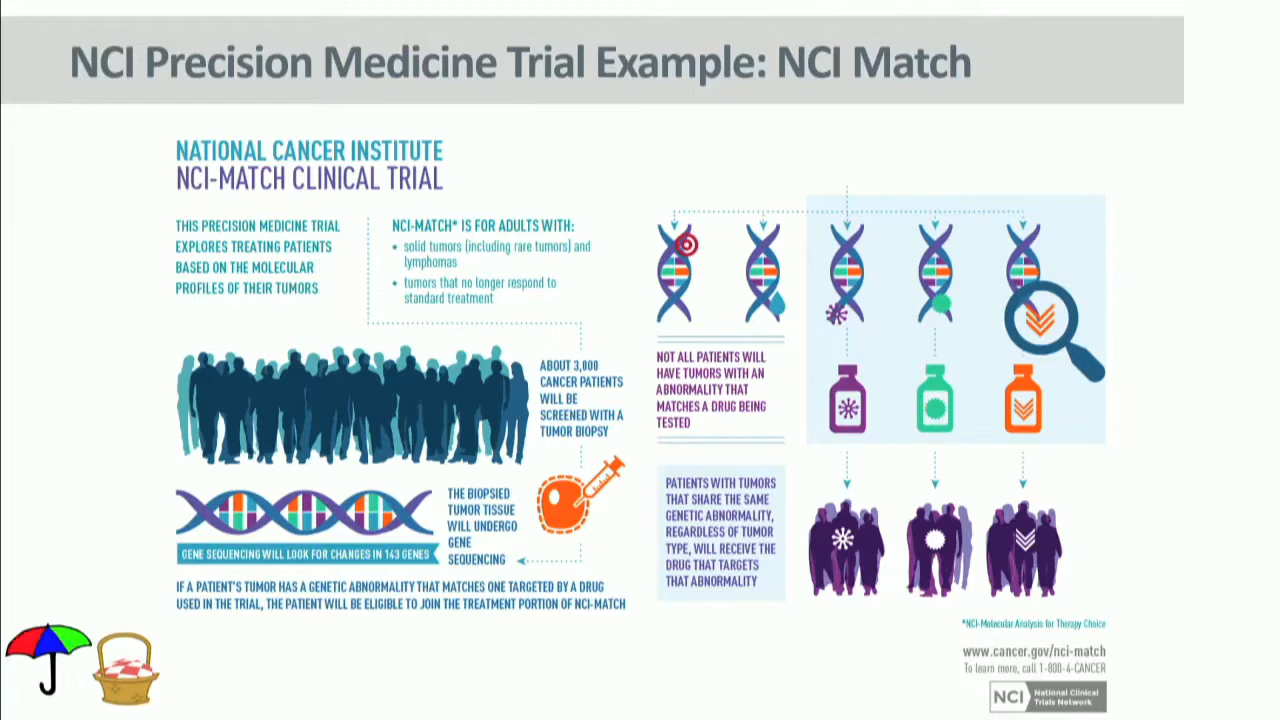 NCI Precision Medicine Trial Example: NCI Match
NATIONAL CANCER INSTITUTE
NCI-MATCH CLINICAL TRIAL
THIS PRECISION MEDICINE TRIAL
EXPLORES TREATING PATIENTS
BASED ON THE MOLECULAR
PROFILES OF THEIR TUMORS
NCI-MATCH* IS FOR ADULTS WITH:
• solid tumors (including rare tumors) and
lymphomas
• tumors that no longer respond to
standard treatment
ABOUT 3,000
CANCER PATIENTS
WILL BE
SCREENED WITH A
TUMOR BIOPSY
THE BIOPSIED
TUMOR TISSUE
WILL UNDERGO
GENE
SEQUENCING
GENE SEQUENCING WILL LOOK FOR CHANGES IN 143 GENES
IF A PATIENT'S TUMOR HAS A GENETIC ABNORMALITY THAT MATCHES ONE TARGETED BY A DRUG
USED IN THE TRIAL, THE PATIENT WILL BE ELIGIBLE TO JOIN THE TREATMENT PORTION OF NCI-MATCH
NOT ALL PATIENTS WILL
HAVE TUMORS WITH AN
ABNORMALITY THAT
MATCHES A DRUG BEING
TESTED
PATIENTS WITH TUMORS
THAT SHARE THE SAME
GENETIC ABNORMALITY,
REGARDLESS OF TUMOR
TYPE, WILL RECEIVE THE
DRUG THAT TARGETS
THAT ABNORMALITY
*NCI-Molecular Analysis for Therapy Choice
www.cancer.gov/nci-match
To learn more, call 1-800-4-CANCER
NCI National Clinical
Trials Network